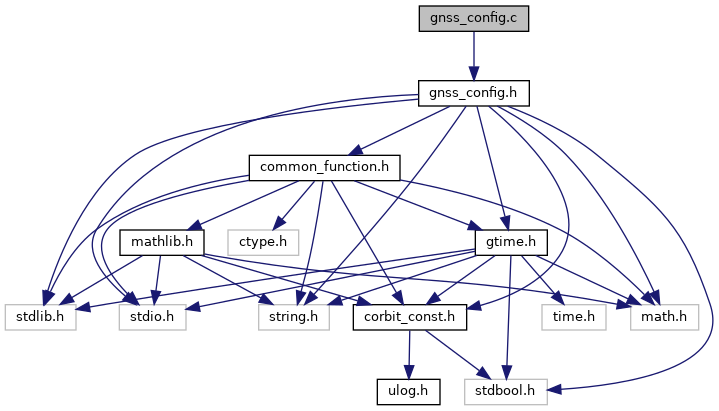 gnss_config.c
gnss_config.h
common_function.h
mathlib.h
ctype.h
gtime.h
stdlib.h
stdio.h
string.h
corbit_const.h
time.h
math.h
ulog.h
stdbool.h